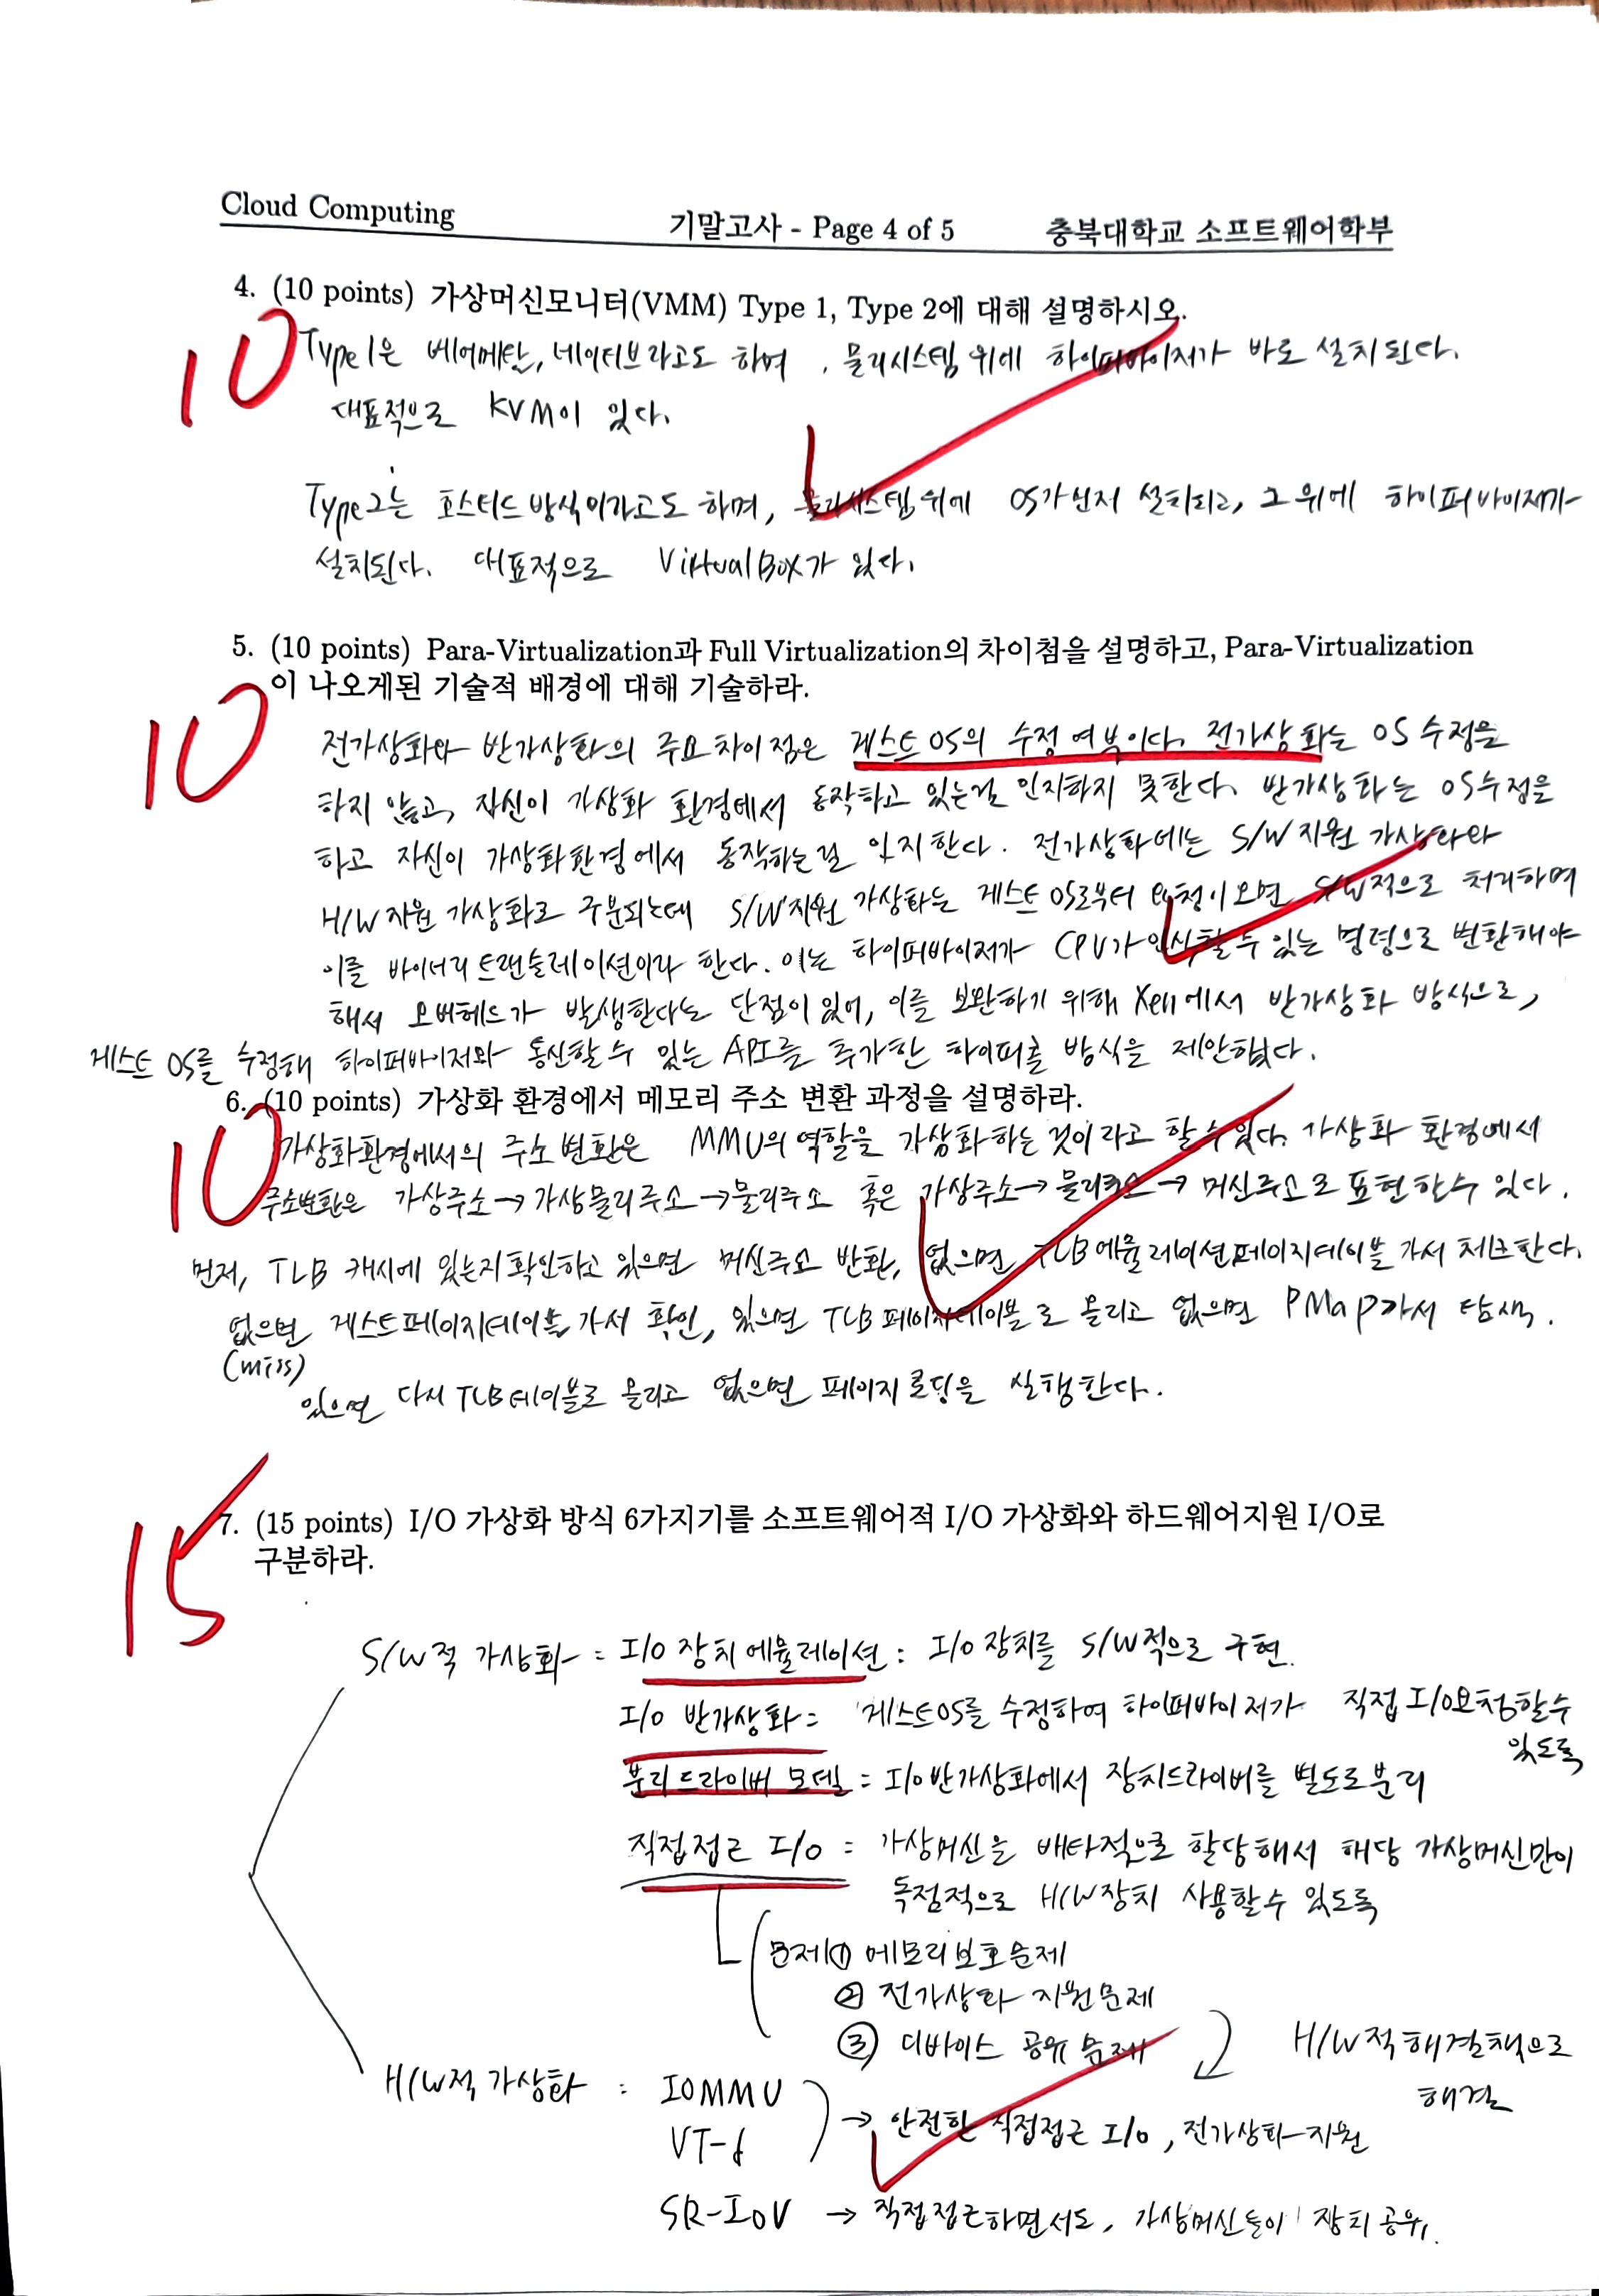 Cloud Computing 기말고사 - Page 4 of 5 충북대학교 소프트웨어학부
4. (10 points) 가상머신모니터(VMM) Type 1, Type 2에 대해 설명하시오.
10
Type 1은 베어메탈, 네이티브라고도 하며, 물리시스템 위에 하이퍼바이저가 바로 설치된다.
대표적으로 KVM이 있다.
Type 2는 호스티드 방식이라고도 하며, 물리시스템 위에 OS가 먼저 설치되고, 그 위에 하이퍼바이저가
설치된다. 대표적으로 VirtualBox가 있다.
5. (10 points) Para-Virtualization과 Full Virtualization의 차이첨을 설명하고, Para-Virtualization
이 나오게된 기술적 배경에 대해 기술하라.
10
전가상화와 반가상화의 주요차이점은 게스트 OS의 수정 여부이다. 전가상화는 OS 수정을
하지 않고, 자신이 가상화 환경에서 동작하고 있는걸 인지하지 못한다. 반가상화는 OS수정을
하고 자신이 가상화환경에서 동작하는걸 인지한다. 전가상화에는 S/W지원 가상화와
H/W지원 가상화로 구분되는데 S/W지원 가상화는 게스트 OS로부터 요청이 오면 S/W적으로 처리하며
이를 바이너리 트랜슬레이션이라 한다. 이는 하이퍼바이저가 CPU가 인식할 수 있는 명령으로 변환해야
해서 오버헤드가 발생한다는 단점이 있어, 이를 보완하기 위해 Xen에서 반가상화 방식으로,
게스트 OS를 수정해 하이퍼바이저와 통신할 수 있는 API를 추가한 하이퍼콜 방식을 제안했다.
6. (10 points) 가상화 환경에서 메모리 주소 변환 과정을 설명하라.
10
가상화환경에서의 주소변환은 MMU의 역할을 가상화하는 것이라고 할 수 있다. 가상화 환경에서
주소변환은 가상주소→가상물리주소→물리주소 혹은 가상주소→물리주소→ 머신주소로 표현할수 있다.
먼저, TLB 캐시에 있는지 확인하고 있으면 머신주소 반환, 없으면 TLB에뮬레이션페이지테이블 가서 체크한다.
없으면 게스트페이지테이블 가서 확인, 있으면 TLB페이지테이블로 올리고 없으면 PMap가서 탐색.
(miss)
있으면 다시 TLB테이블로 올리고 없으면 페이지 로딩을 실행한다.
7. (15 points) I/O 가상화 방식 6가지기를 소프트웨어적 I/O 가상화와 하드웨어지원 I/O로
구분하라.
15
S/W적 가상화 = I/O 장치 에뮬레이션 : I/O 장치를 S/W적으로 구현.
I/O 반가상화 = 게스트OS를 수정하여 하이퍼바이저가 직접 I/O요청할수
있도록
분리 드라이버 모델 = I/O반가상화에서 장치드라이버를 별도로 분리
직접접근 I/O = 가상머신을 배타적으로 할당해서 해당 가상머신만이
독점적으로 H/W장치 사용할수 있도록
문제① 메모리보호문제
② 전가상화 지원문제
③ 디바이스 공유 문제
H/W적 해결책으로
해결
H/W적 가상화 : IOMMU
VT-d
→ 안전한 직접접근 I/O, 전가상화 지원
SR-IOV → 직접접근하면서도, 가상머신들이 장치 공유.